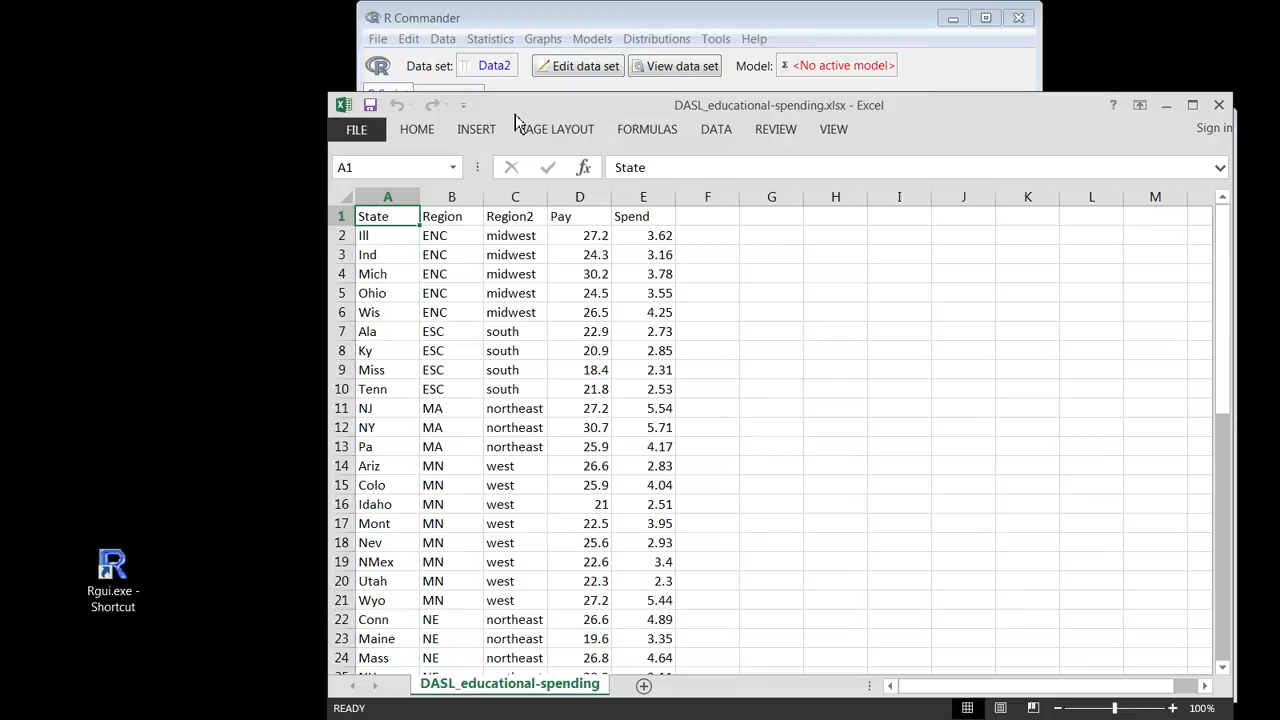 R Commander
File Edit Data Statistics Graphs Models Distributions Tools Help
Data set: Data2 Edit data set View data set Model: Σ <No active model>
DASL_educational-spending.xlsx - Excel ?
FILE HOME INSERT PAGE LAYOUT FORMULAS DATA REVIEW VIEW Sign in
A1 fx State
A B C D E F G H I J K L M
1 State Region Region2 Pay Spend
2 Ill ENC midwest 27.2 3.62
3 Ind ENC midwest 24.3 3.16
4 Mich ENC midwest 30.2 3.78
5 Ohio ENC midwest 24.5 3.55
6 Wis ENC midwest 26.5 4.25
7 Ala ESC south 22.9 2.73
8 Ky ESC south 20.9 2.85
9 Miss ESC south 18.4 2.31
10 Tenn ESC south 21.8 2.53
11 NJ MA northeast 27.2 5.54
12 NY MA northeast 30.7 5.71
13 Pa MA northeast 25.9 4.17
14 Ariz MN west 26.6 2.83
15 Colo MN west 25.9 4.04
16 Idaho MN west 21 2.51
17 Mont MN west 22.5 3.95
18 Nev MN west 25.6 2.93
19 NMex MN west 22.6 3.4
20 Utah MN west 22.3 2.3
21 Wyo MN west 27.2 5.44
22 Conn NE northeast 26.6 4.89
23 Maine NE northeast 19.6 3.35
24 Mass NE northeast 26.8 4.64
Rgui.exe -
Shortcut
DASL_educational-spending
READY 100%